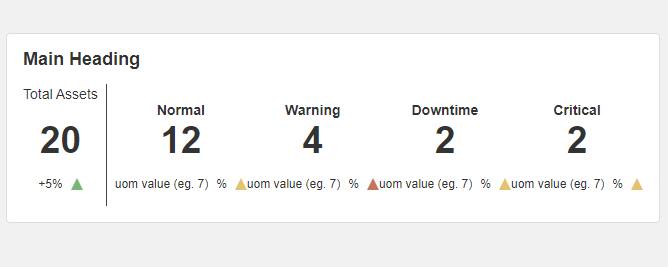 Main Heading
Total Assets
20
+5%
Normal Warning Downtime Critical
12 4 2 2
uom value (eg. 7) % uom value (eg. 7) % uom value (eg. 7) % uom value (eg. 7) %